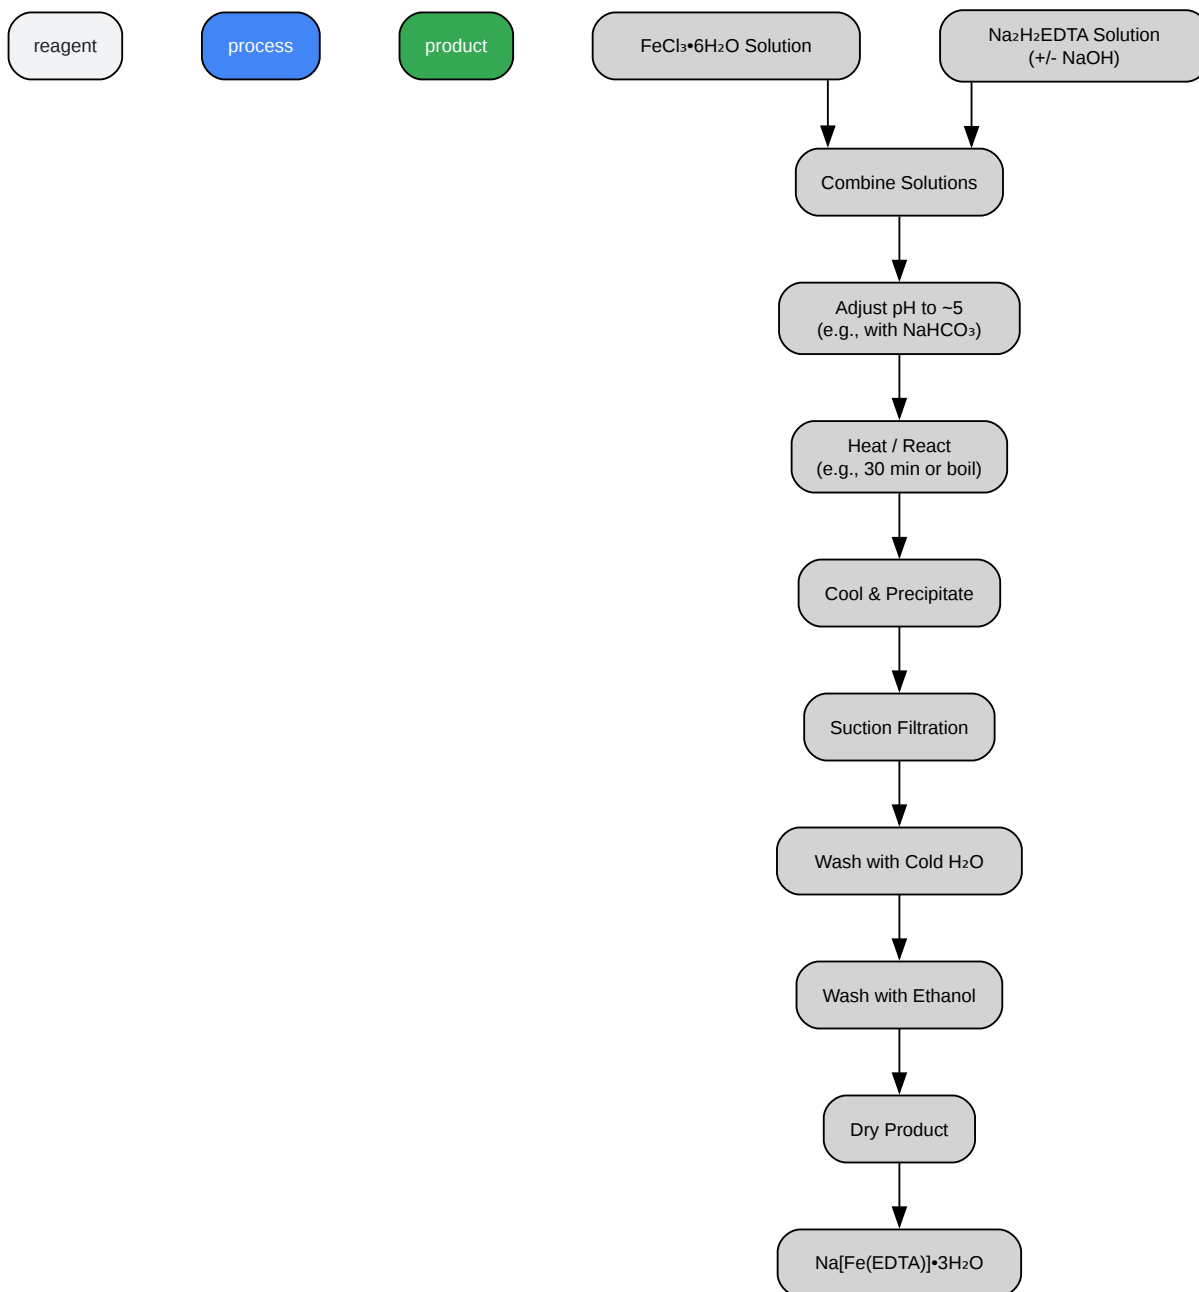 reagent
process
product
FeCl₃•6H₂O Solution
Na₂H₂EDTA Solution
(+/- NaOH)
Combine Solutions
Adjust pH to ~5
(e.g., with NaHCO₃)
Heat / React
(e.g., 30 min or boil)
Cool & Precipitate
Suction Filtration
Wash with Cold H₂O
Wash with Ethanol
Dry Product
Na[Fe(EDTA)]•3H₂O